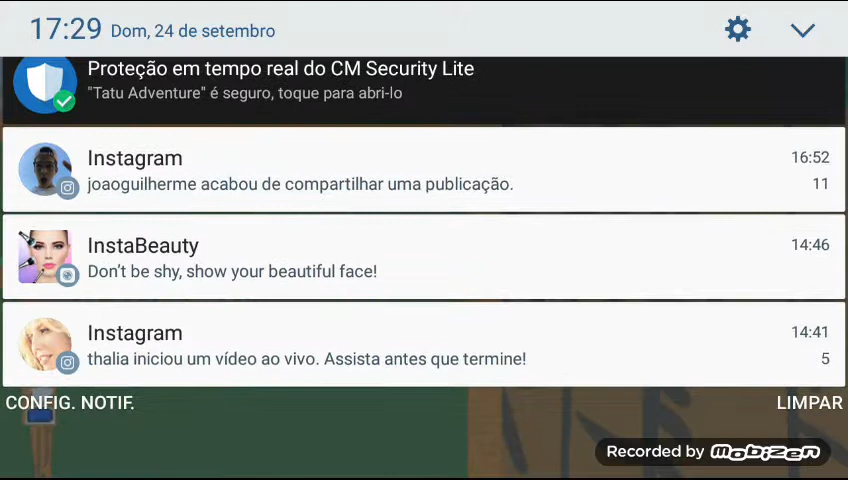 17:29 Dom, 24 de setembro
Proteção em tempo real do CM Security Lite
"Tatu Adventure" é seguro, toque para abri-lo
Instagram 16:52
joaoguilherme acabou de compartilhar uma publicação. 11
InstaBeauty 14:46
Don't be shy, show your beautiful face!
Instagram 14:41
thalia iniciou um vídeo ao vivo. Assista antes que termine! 5
CONFIG. NOTIF. LIMPAR
Recorded by mobizen